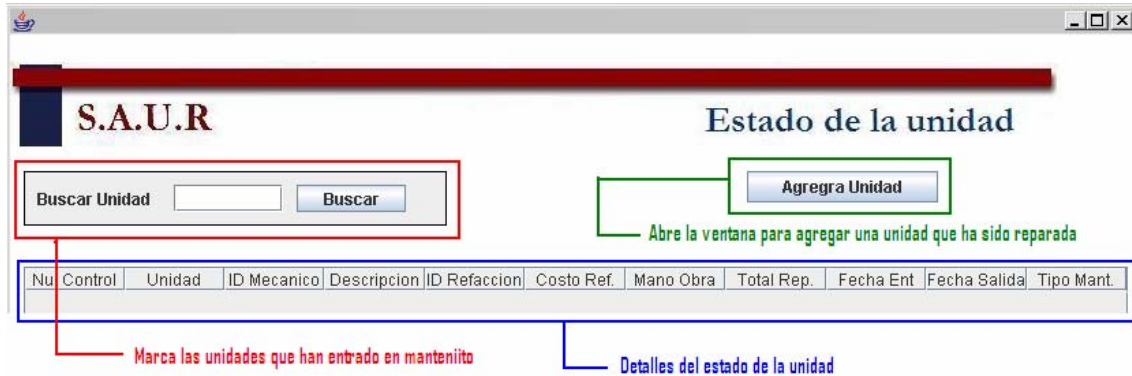 S.A.U.R
Estado de la unidad
Buscar Unidad
Buscar
Agregra Unidad
Abre la ventana para agregar una unidad que ha sido reparada
Nu Control Unidad ID Mecanico Descripcion ID Refaccion Costo Ref. Mano Obra Total Rep. Fecha Ent Fecha Salida Tipo Mant.
Marca las unidades que han entrado en manteniito
Detalles del estado de la unidad